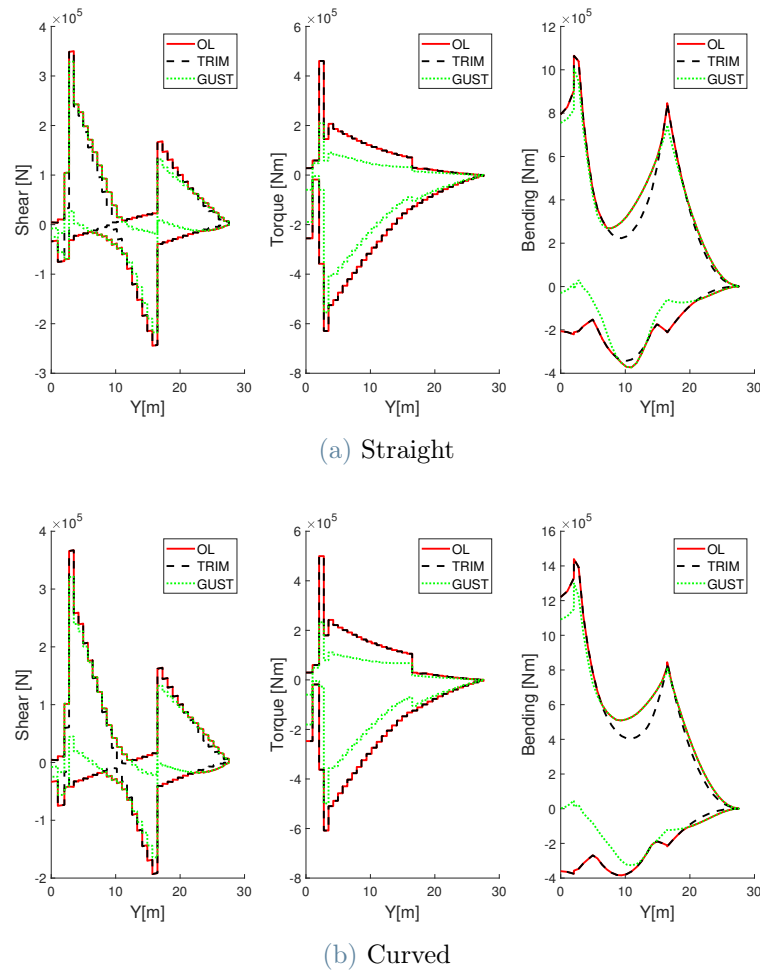 ×10⁵
4
3
2
1
0
-1
-2
-3
Shear [N]
0 10 20 30
Y[m]
OL
TRIM
GUST
×10⁵
6
4
2
0
-2
-4
-6
-8
Torque [Nm]
0 10 20 30
Y[m]
OL
TRIM
GUST
×10⁵
12
10
8
6
4
2
0
-2
-4
Bending [Nm]
0 10 20 30
Y[m]
OL
TRIM
GUST
(a) Straight
×10⁵
4
3
2
1
0
-1
-2
Shear [N]
0 10 20 30
Y[m]
OL
TRIM
GUST
×10⁵
6
4
2
0
-2
-4
-6
-8
Torque [Nm]
0 10 20 30
Y[m]
OL
TRIM
GUST
×10⁵
16
14
12
10
8
6
4
2
0
-2
-4
Bending [Nm]
0 10 20 30
Y[m]
OL
TRIM
GUST
(b) Curved